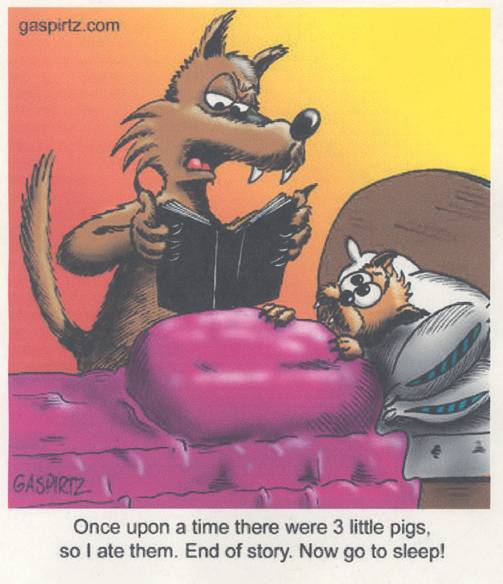 gaspirtz.com
GASPIRTZ
Once upon a time there were 3 little pigs,
so I ate them. End of story. Now go to sleep!